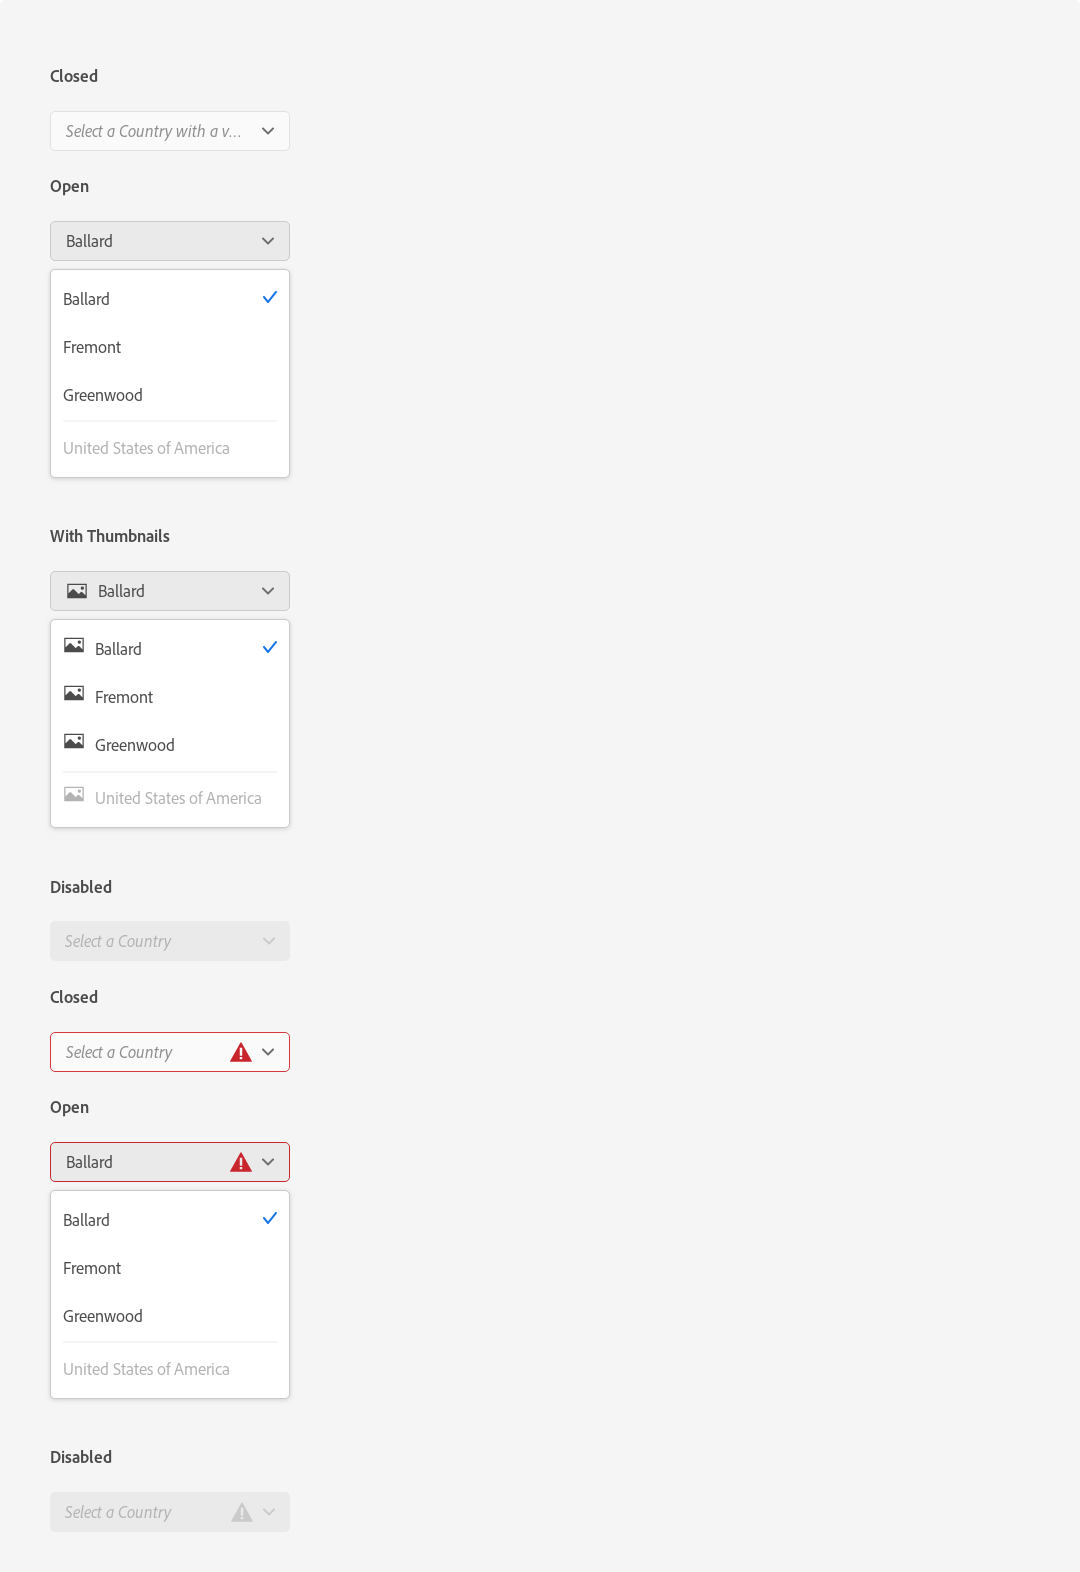 Closed
Select a Country with a v...
Open
Ballard
Ballard
Fremont
Greenwood
United States of America
With Thumbnails
Ballard
Ballard
Fremont
Greenwood
United States of America
Disabled
Select a Country
Closed
Select a Country
Open
Ballard
Ballard
Fremont
Greenwood
United States of America
Disabled
Select a Country